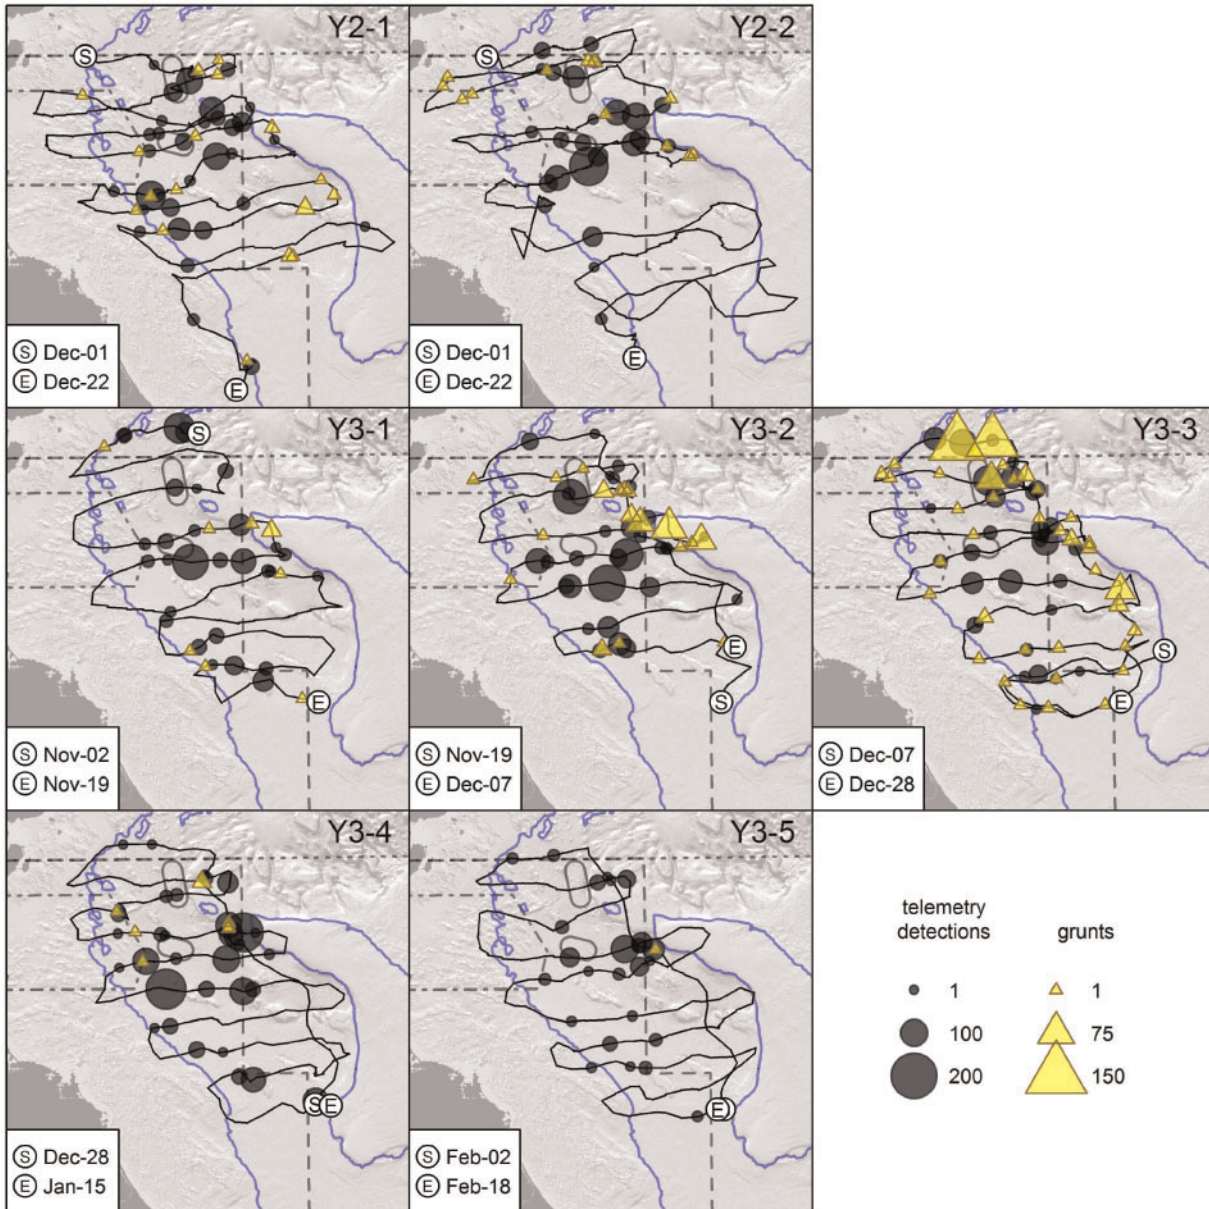 Y2-1
S
S Dec-01
E Dec-22
E
Y2-2
S
S Dec-01
E Dec-22
E
Y3-1
S
E
S Nov-02
E Nov-19
Y3-2
E
S
S Nov-19
E Dec-07
Y3-3
S
E
S Dec-07
E Dec-28
Y3-4
S E
S Dec-28
E Jan-15
Y3-5
E
S Feb-02
E Feb-18
telemetry
detections
grunts
1
1
100
75
200
150